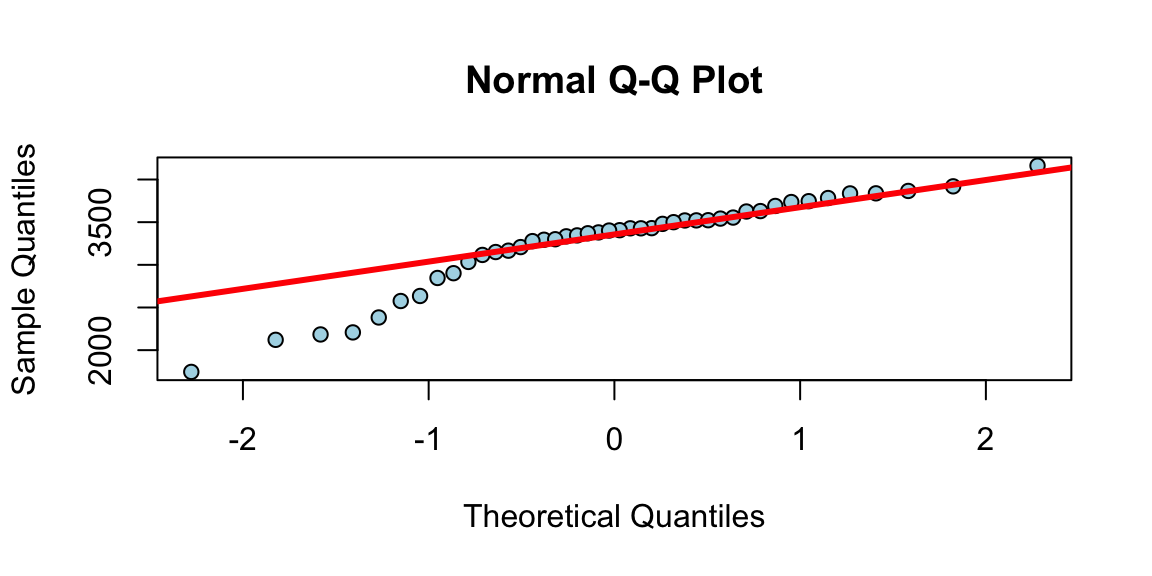 Normal Q-Q Plot
Sample Quantiles
3500
2000
-2 -1 0 1 2
Theoretical Quantiles